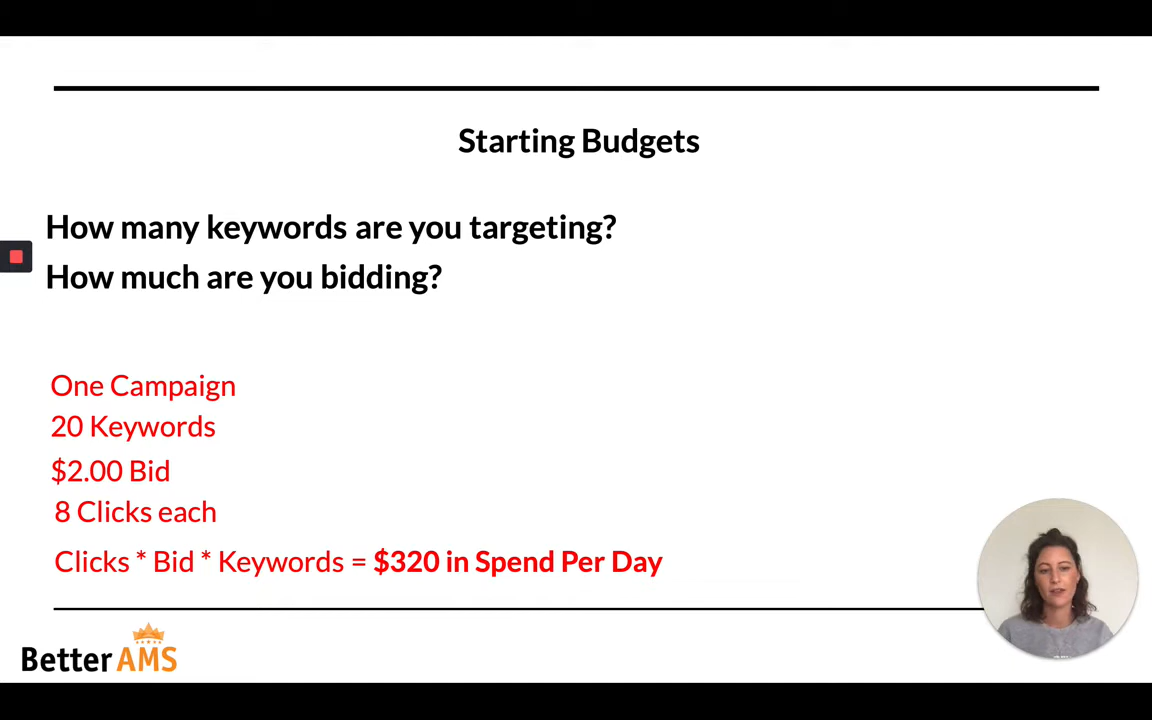 Starting Budgets
How many keywords are you targeting?
How much are you bidding?
One Campaign
20 Keywords
$2.00 Bid
8 Clicks each
Clicks * Bid * Keywords = $320 in Spend Per Day
Better AMS